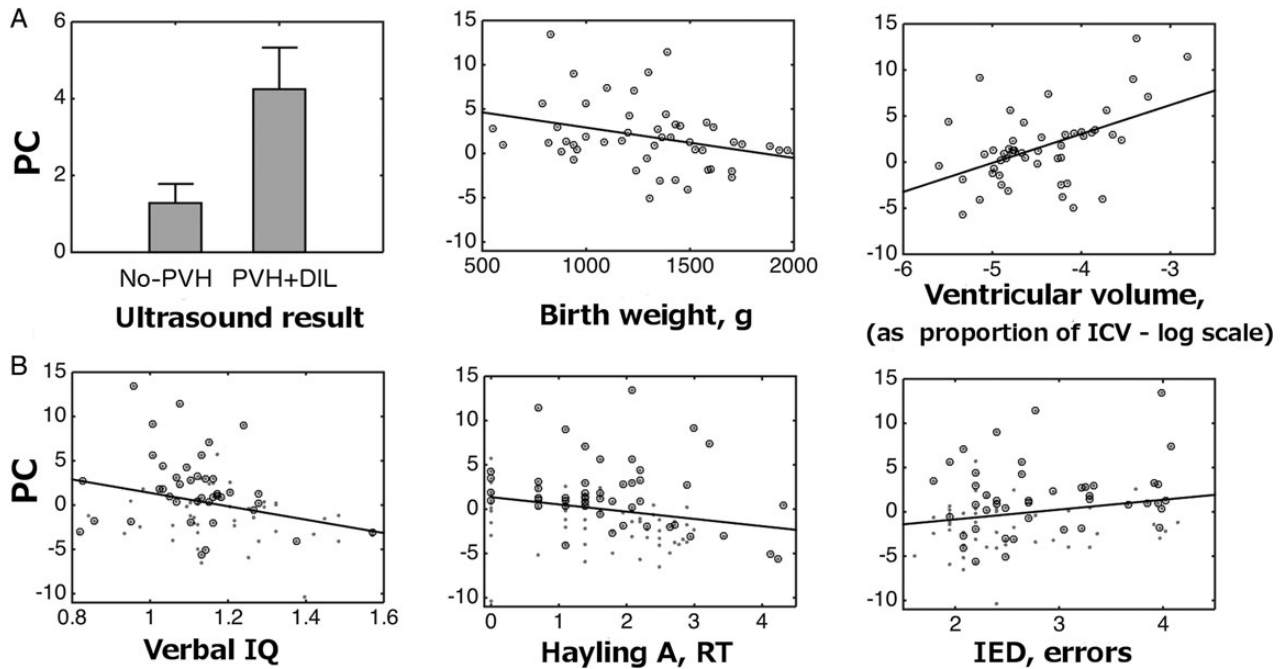 A
PC
6
4
2
0
No-PVH PVH+DIL
Ultrasound result
15
10
5
0
-5
-10
500 1000 1500 2000
Birth weight, g
15
10
5
0
-5
-10
-6 -5 -4 -3
Ventricular volume,
(as proportion of ICV - log scale)
B
PC
15
10
5
0
-5
-10
0.8 1 1.2 1.4 1.6
Verbal IQ
15
10
5
0
-5
-10
0 1 2 3 4
Hayling A, RT
15
10
5
0
-5
-10
2 3 4
IED, errors